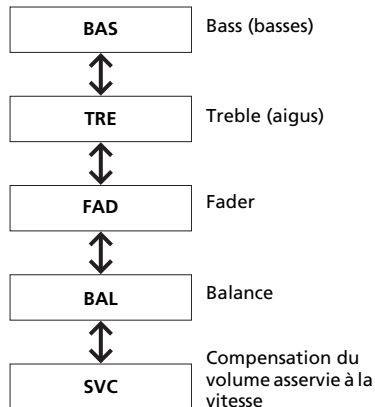 BAS
Bass (basses)
TRE
Treble (aigus)
FAD
Fader
BAL
Balance
SVC
Compensation du
volume asservie à la
vitesse